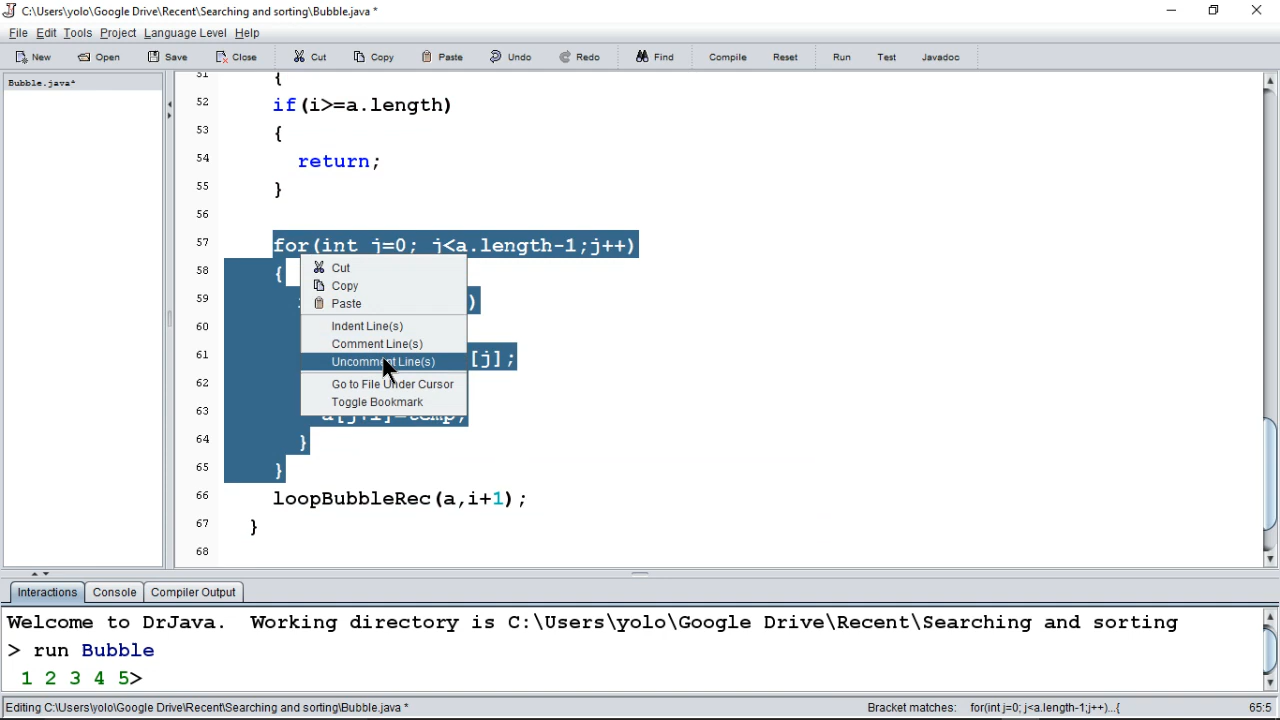 C:\Users\yolo\Google Drive\Recent\Searching and sorting\Bubble.java *
File Edit Tools Project Language Level Help
New Open Save Close Cut Copy Paste Undo Redo Find Compile Reset Run Test Javadoc
Bubble.java*
51 {
52 if(i>=a.length)
53 {
54 return;
55 }
56
57 for(int j=0; j<a.length-1;j++)
58 {
59 )
60
61 [j];
62
63 a[j+1]=temp;
64 }
65 }
66 loopBubbleRec(a,i+1);
67 }
68
Cut
Copy
Paste
Indent Line(s)
Comment Line(s)
Uncomment Line(s)
Go to File Under Cursor
Toggle Bookmark
Interactions Console Compiler Output
Welcome to DrJava. Working directory is C:\Users\yolo\Google Drive\Recent\Searching and sorting
> run Bubble
1 2 3 4 5>
Editing C:\Users\yolo\Google Drive\Recent\Searching and sorting\Bubble.java * Bracket matches: for(int j=0; j<a.length-1;j++)...{ 65:5